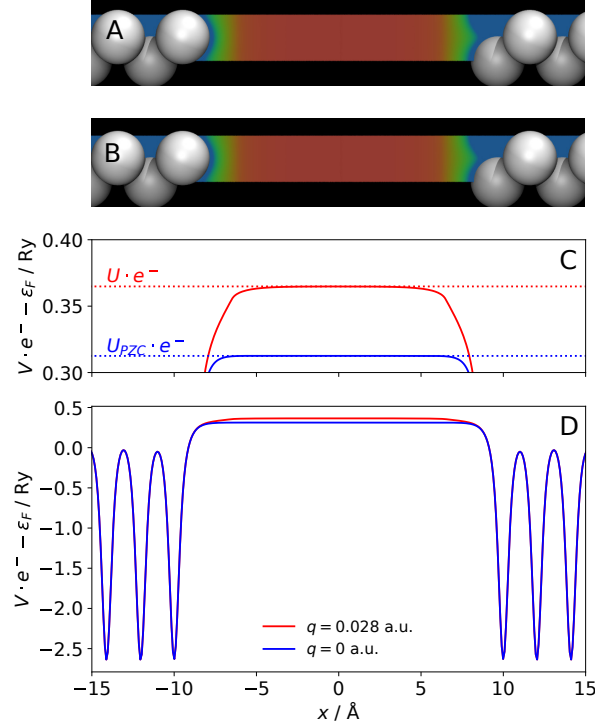 A
B
0.40
C
U · e⁻
V · e⁻ − ε_F / Ry
0.35
U_PZC · e⁻
0.30
0.5
D
0.0
V · e⁻ − ε_F / Ry
−0.5
−1.0
−1.5
−2.0
q = 0.028 a.u.
−2.5
q = 0 a.u.
−15 −10 −5 0 5 10 15
x / Å